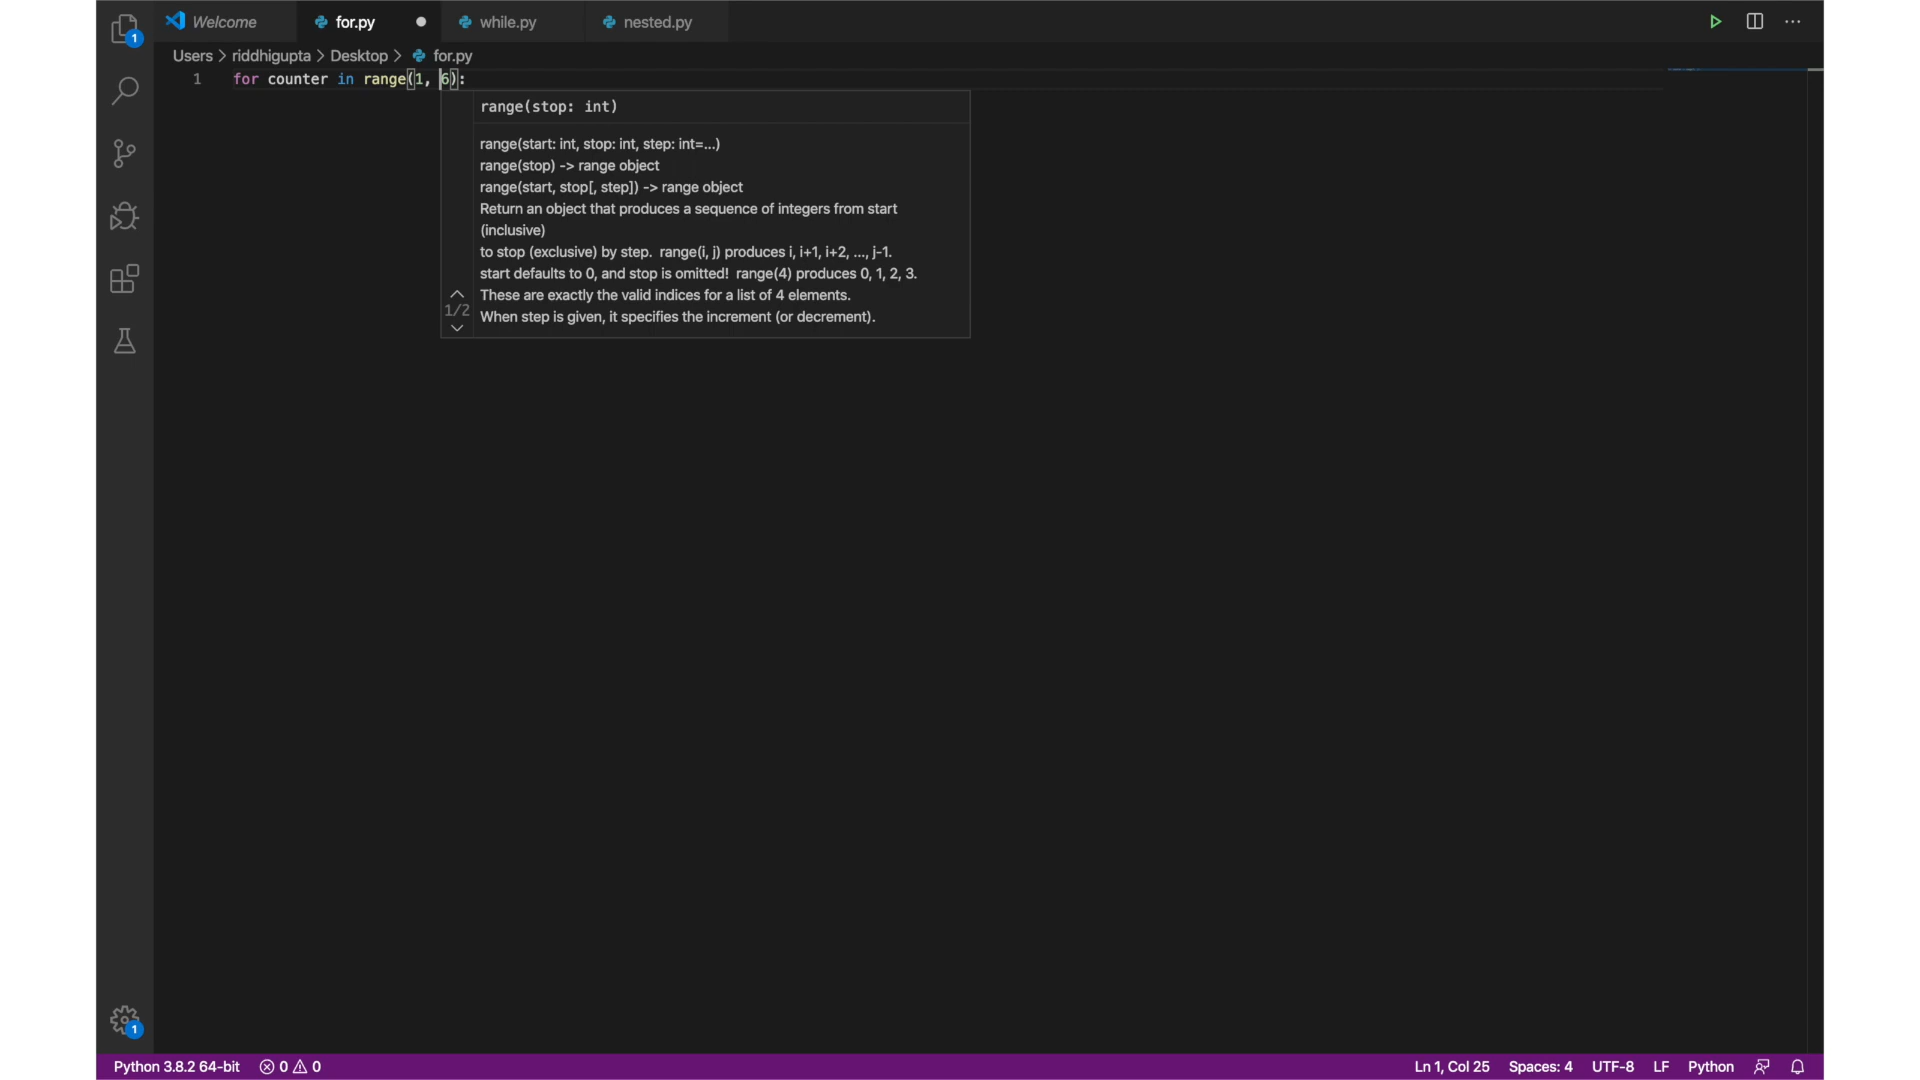 Welcome for.py while.py nested.py
1
Users > riddhigupta > Desktop > for.py
1 for counter in range(1, 6):
range(stop: int)
range(start: int, stop: int, step: int=...)
range(stop) -> range object
range(start, stop[, step]) -> range object
Return an object that produces a sequence of integers from start
(inclusive)
to stop (exclusive) by step. range(i, j) produces i, i+1, i+2, ..., j-1.
start defaults to 0, and stop is omitted! range(4) produces 0, 1, 2, 3.
These are exactly the valid indices for a list of 4 elements.
1/2
When step is given, it specifies the increment (or decrement).
1
Python 3.8.2 64-bit 0 0 Ln 1, Col 25 Spaces: 4 UTF-8 LF Python